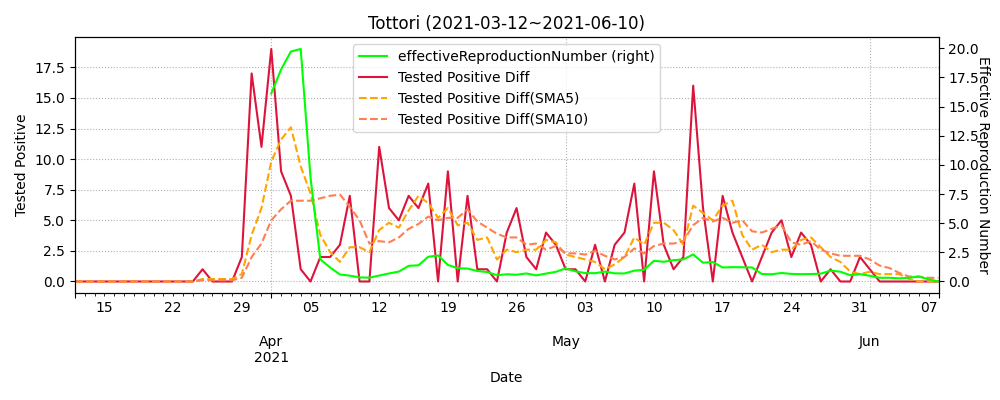 Tottori (2021-03-12~2021-06-10)
effectiveReproductionNumber (right)
Tested Positive Diff
Tested Positive Diff(SMA5)
Tested Positive Diff(SMA10)
Tested Positive
17.5
15.0
12.5
10.0
7.5
5.0
2.5
0.0
Effective Reproduction Number
20.0
17.5
15.0
12.5
10.0
7.5
5.0
2.5
0.0
15 22 29 05 12 19 26 03 10 17 24 31 07
Apr May Jun
2021
Date